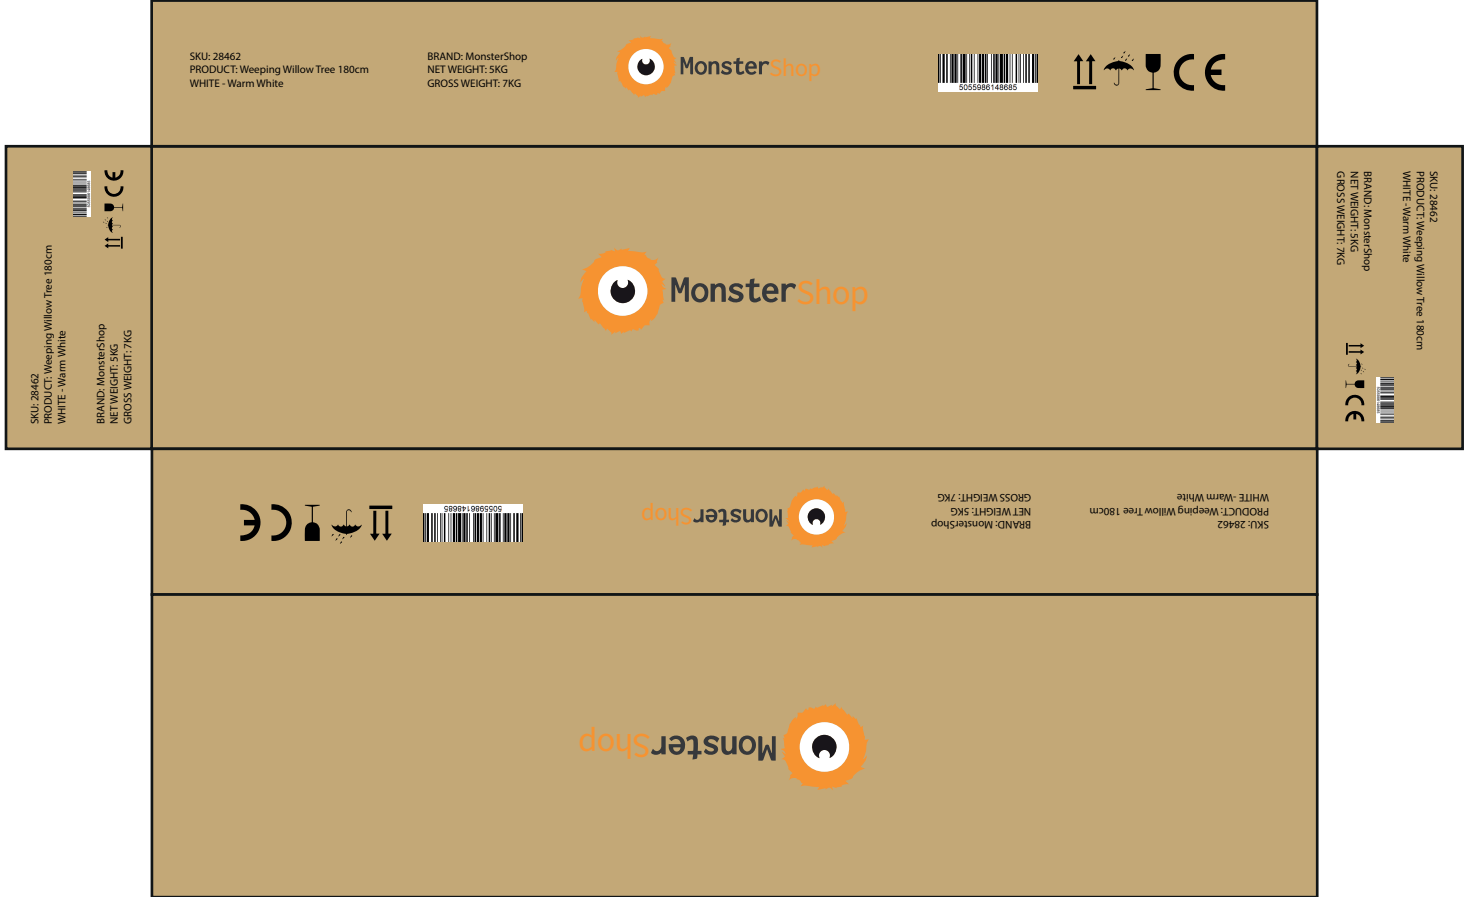 SKU: 28462
PRODUCT: Weeping Willow Tree 180cm
WHITE - Warm White
BRAND: MonsterShop
NET WEIGHT: 5KG
GROSS WEIGHT: 7KG
MonsterShop
5055986148685
CE
SKU: 28462
PRODUCT: Weeping Willow Tree 180cm
WHITE - Warm White
BRAND: MonsterShop
NET WEIGHT: 5KG
GROSS WEIGHT: 7KG
CE
MonsterShop
SKU: 28462
PRODUCT: Weeping Willow Tree 180cm
WHITE - Warm White
BRAND: MonsterShop
NET WEIGHT: 5KG
GROSS WEIGHT: 7KG
CE
SKU: 28462
PRODUCT: Weeping Willow Tree 180cm
WHITE - Warm White
BRAND: MonsterShop
NET WEIGHT: 5KG
GROSS WEIGHT: 7KG
MonsterShop
5055986148685
CE
MonsterShop